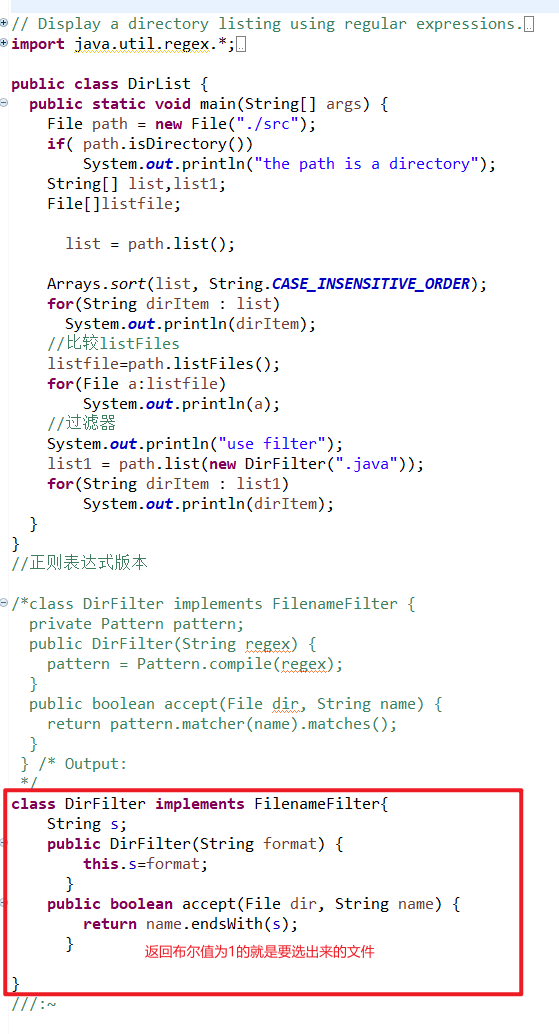 // Display a directory listing using regular expressions.
import java.util.regex.*;
public class DirList {
public static void main(String[] args) {
File path = new File("./src");
if( path.isDirectory())
System.out.println("the path is a directory");
String[] list,list1;
File[]listfile;
list = path.list();
Arrays.sort(list, String.CASE_INSENSITIVE_ORDER);
for(String dirItem : list)
System.out.println(dirItem);
//比较listFiles
listfile=path.listFiles();
for(File a:listfile)
System.out.println(a);
//过滤器
System.out.println("use filter");
list1 = path.list(new DirFilter(".java"));
for(String dirItem : list1)
System.out.println(dirItem);
}
}
//正则表达式版本
/*class DirFilter implements FilenameFilter {
private Pattern pattern;
public DirFilter(String regex) {
pattern = Pattern.compile(regex);
}
public boolean accept(File dir, String name) {
return pattern.matcher(name).matches();
}
} /* Output:
*/
class DirFilter implements FilenameFilter{
String s;
public DirFilter(String format) {
this.s=format;
}
public boolean accept(File dir, String name) {
return name.endsWith(s);
}
返回布尔值为1的就是要选出来的文件
}
///:~